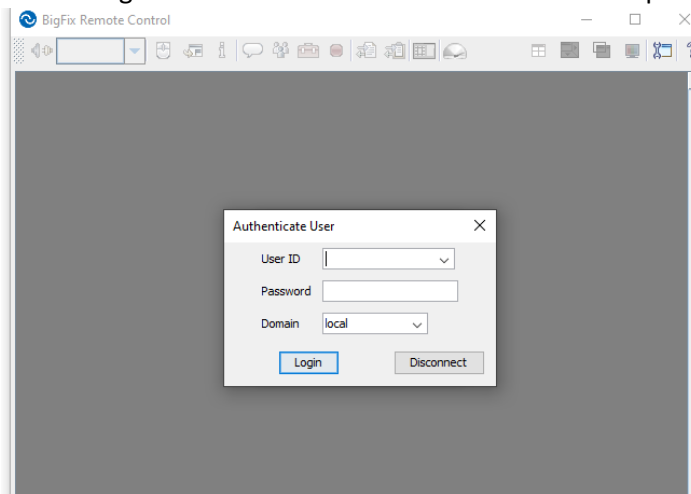 BigFix Remote Control
Authenticate User
User ID
Password
Domain
local
Login
Disconnect